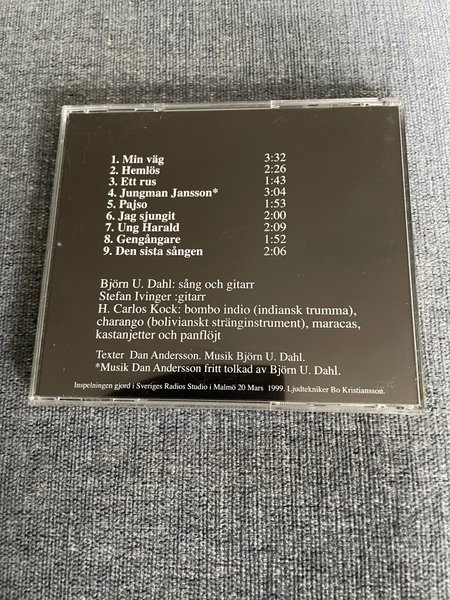 1. Min väg 3:32
2. Hemlös 2:26
3. Ett rus 1:43
4. Jungman Jansson* 3:04
5. Pajso 1:53
6. Jag sjungit 2:00
7. Ung Harald 2:09
8. Gengångare 1:52
9. Den sista sången 2:06
Björn U. Dahl: sång och gitarr
Stefan Ivinger :gitarr
H. Carlos Kock: bombo indio (indiansk trumma),
charango (bolivianskt stränginstrument), maracas,
kastanjetter och panflöjt
Texter Dan Andersson. Musik Björn U. Dahl.
*Musik Dan Andersson fritt tolkad av Björn U. Dahl.
Inspelningen gjord i Sveriges Radios Studio i Malmö 20 Mars 1999. Ljudtekniker Bo Kristiansson.